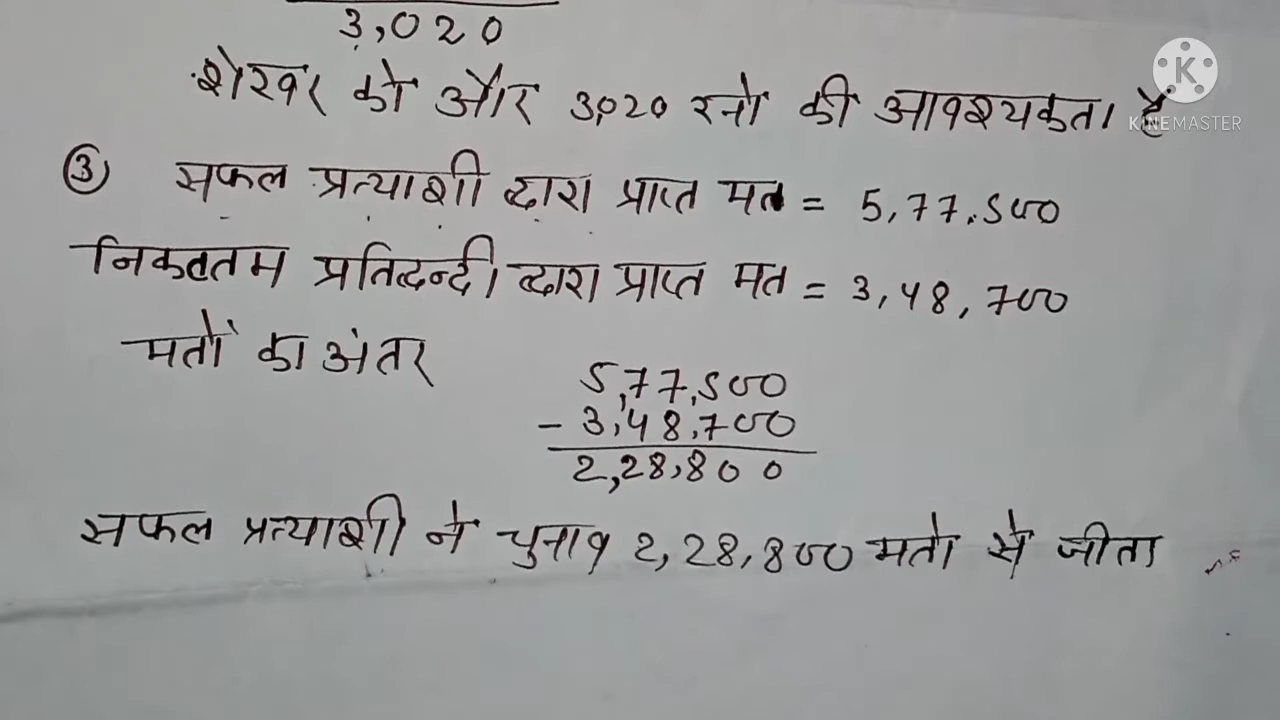 3,020
शेखर को और 3,020 रनो की आवश्यकता है
KINEMASTER
③ सफल प्रत्याशी द्वारा प्राप्त मत = 5,77,500
निकटतम प्रतिद्वन्दी द्वारा प्राप्त मत = 3,48,700
मतों का अंतर
5,77,500
- 3,48,700
2,28,800
सफल प्रत्याशी ने चुनाव 2,28,800 मतो से जीता